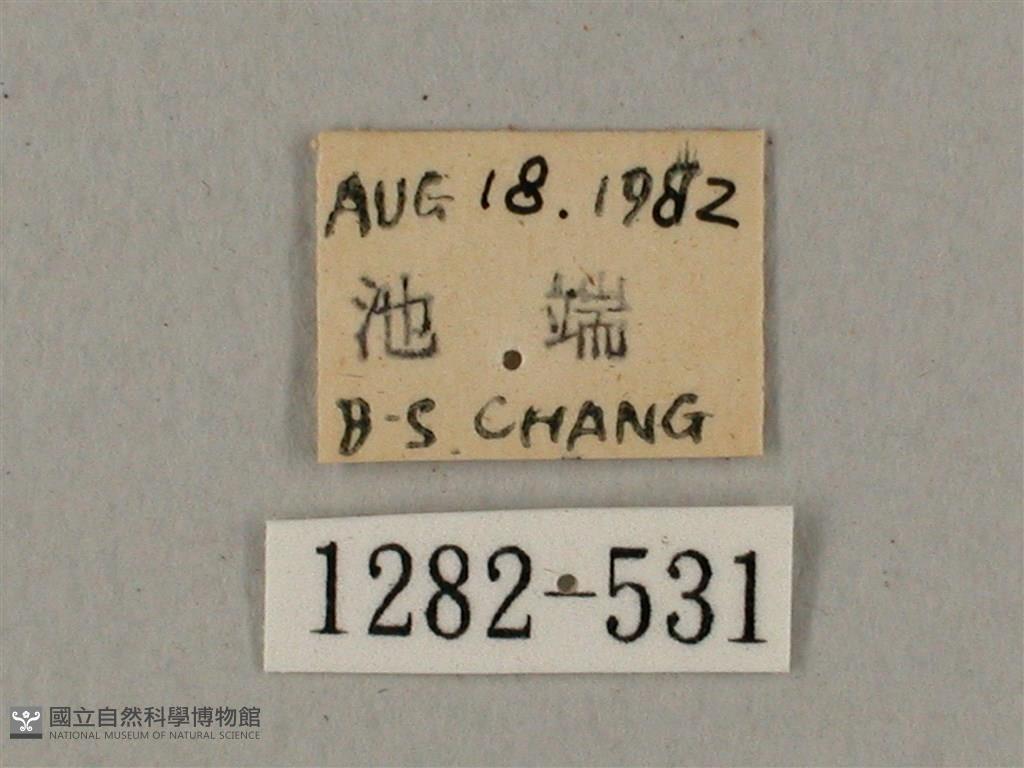 AUG 18.1982
池 端
B-S. CHANG
1282-531
國立自然科學博物館
NATIONAL MUSEUM OF NATURAL SCIENCE